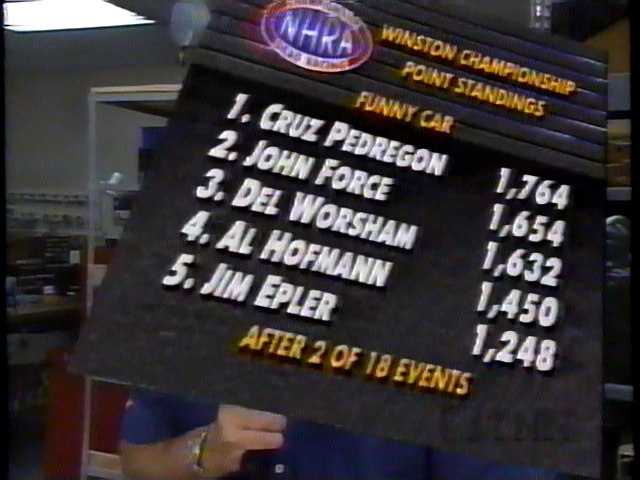 NHRA
WINSTON CHAMPIONSHIP
POINT STANDINGS
FUNNY CAR
1. CRUZ PEDREGON 1,764
2. JOHN FORCE 1,654
3. DEL WORSHAM 1,632
4. AL HOFMANN 1,450
5. JIM EPLER 1,248
AFTER 2 OF 18 EVENTS